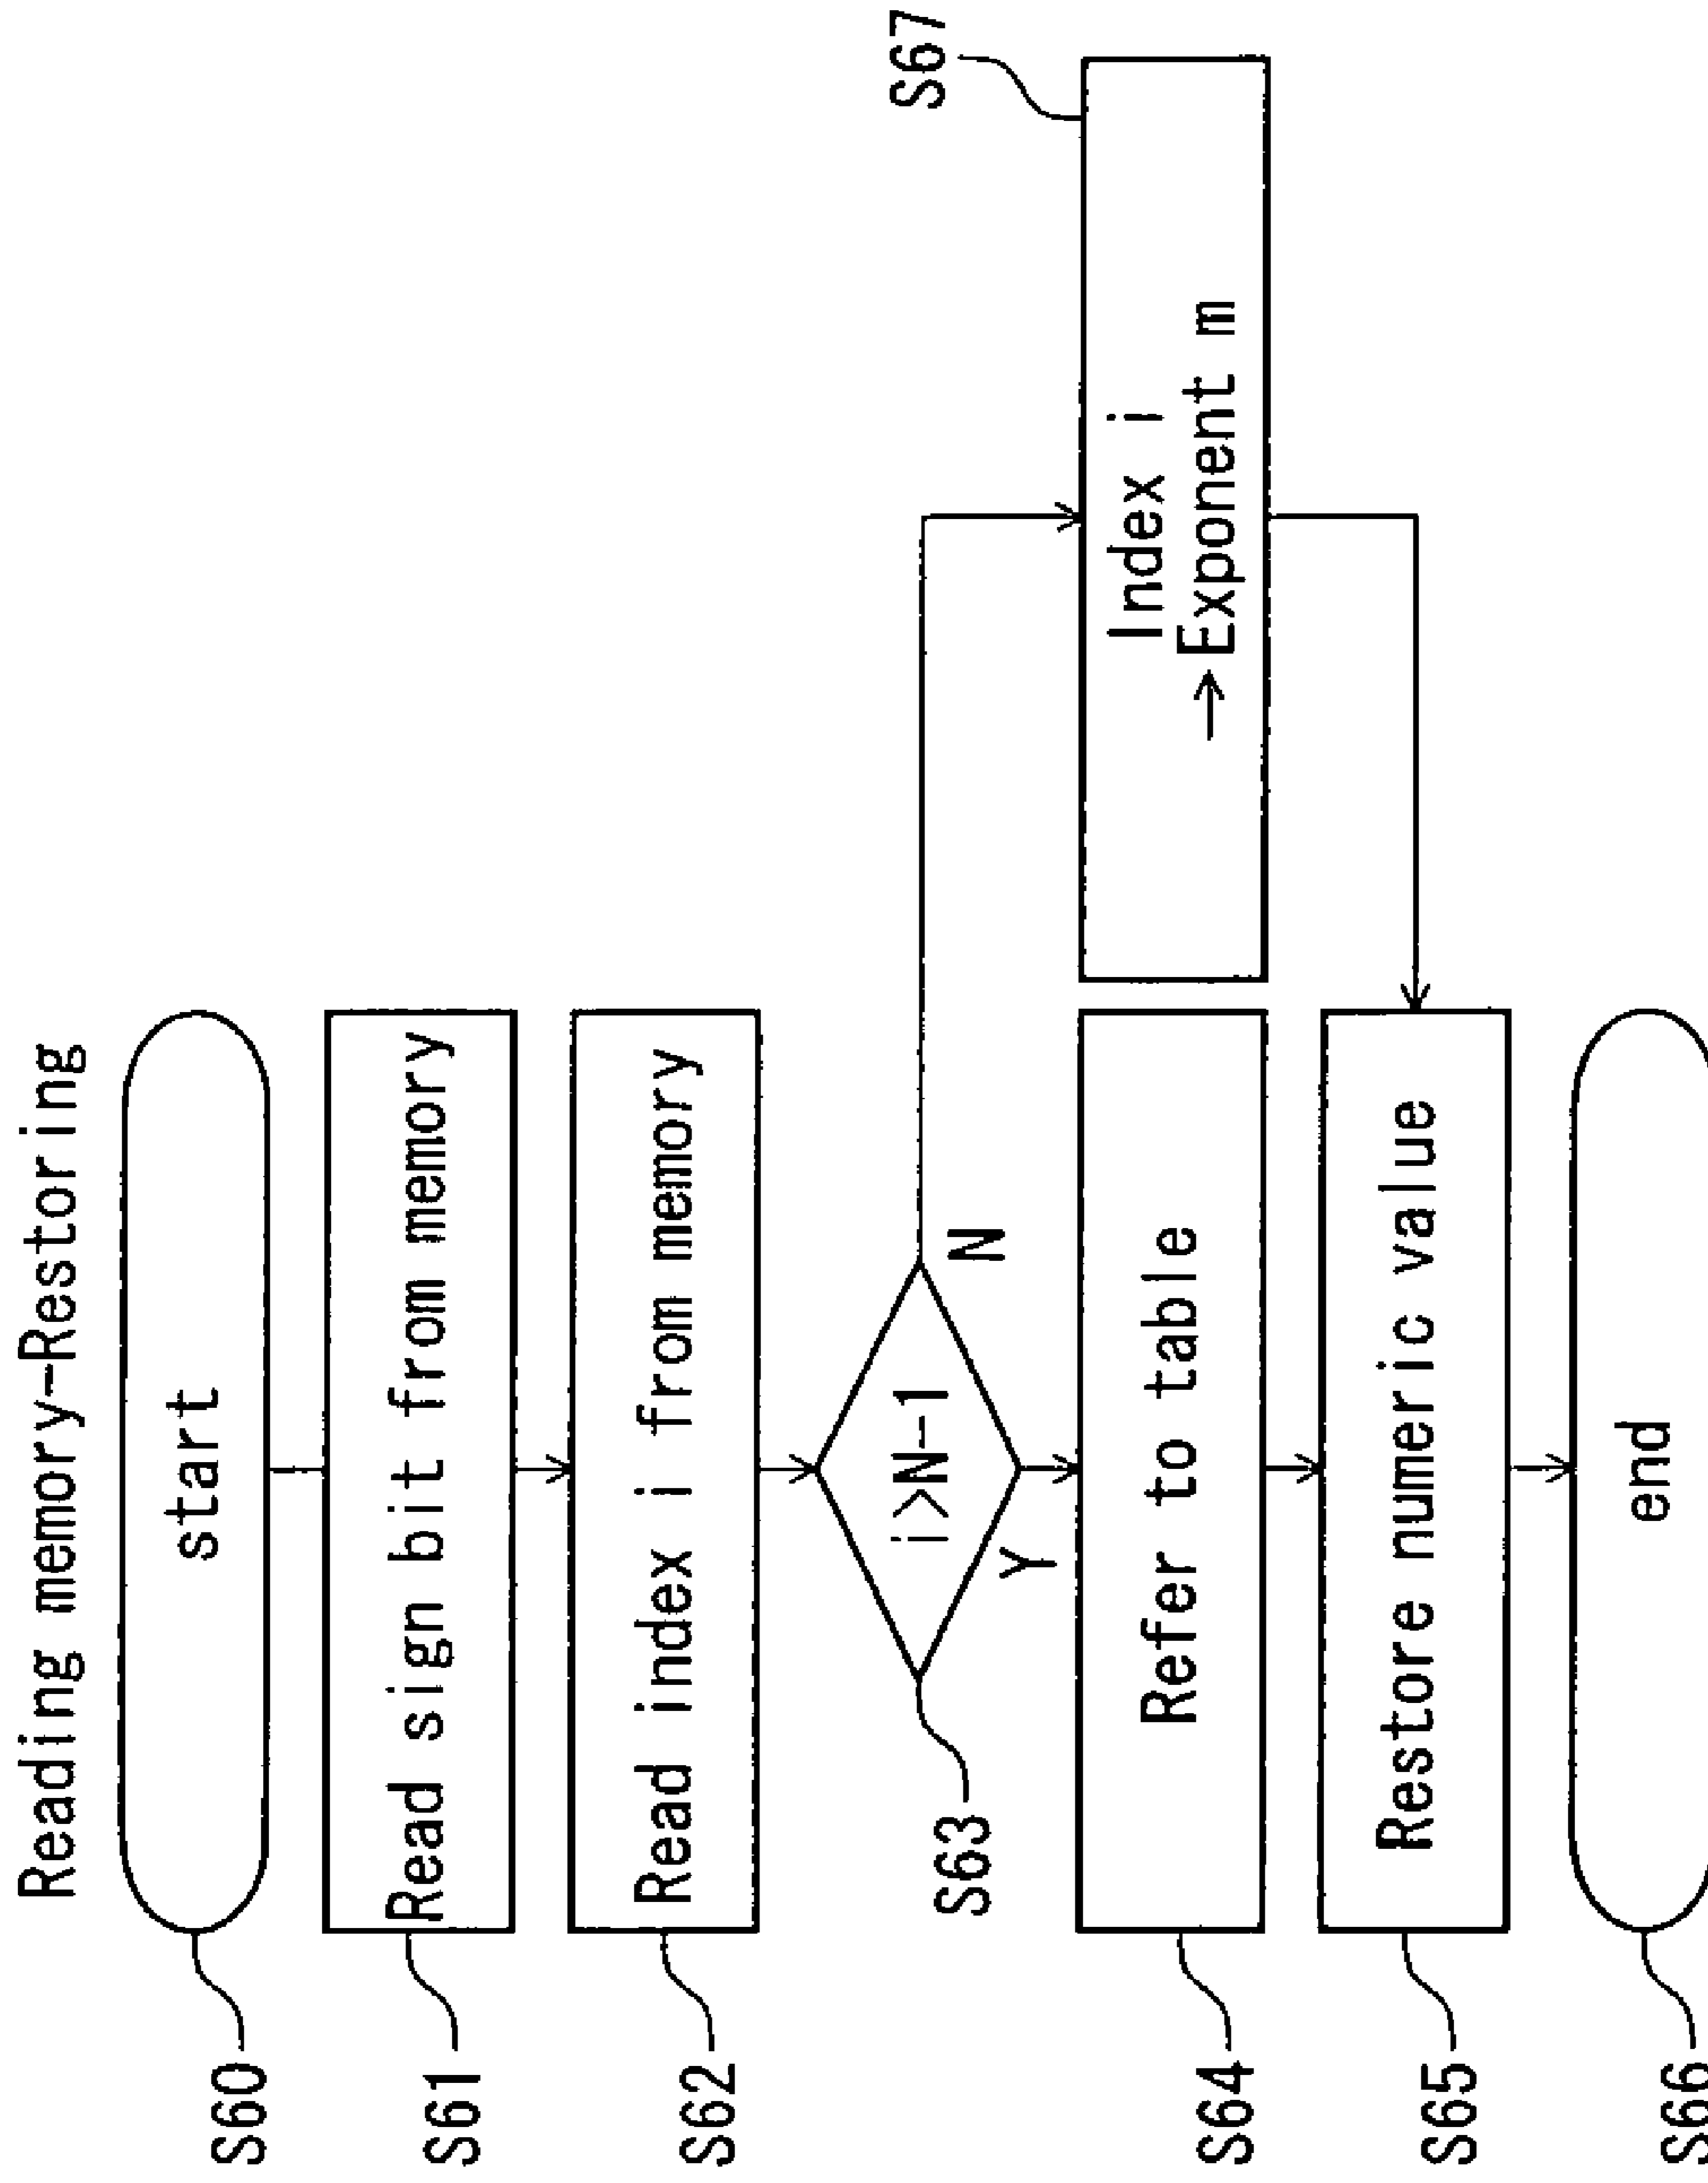 Reading memory-Restoring
S60
start
S61
Read sign bit from memory
S62
Read index i from memory
S63
i>N-1
N
Y
S64
Refer to table
S67
Index i
→Exponent m
S65
Restore numeric value
S66
end